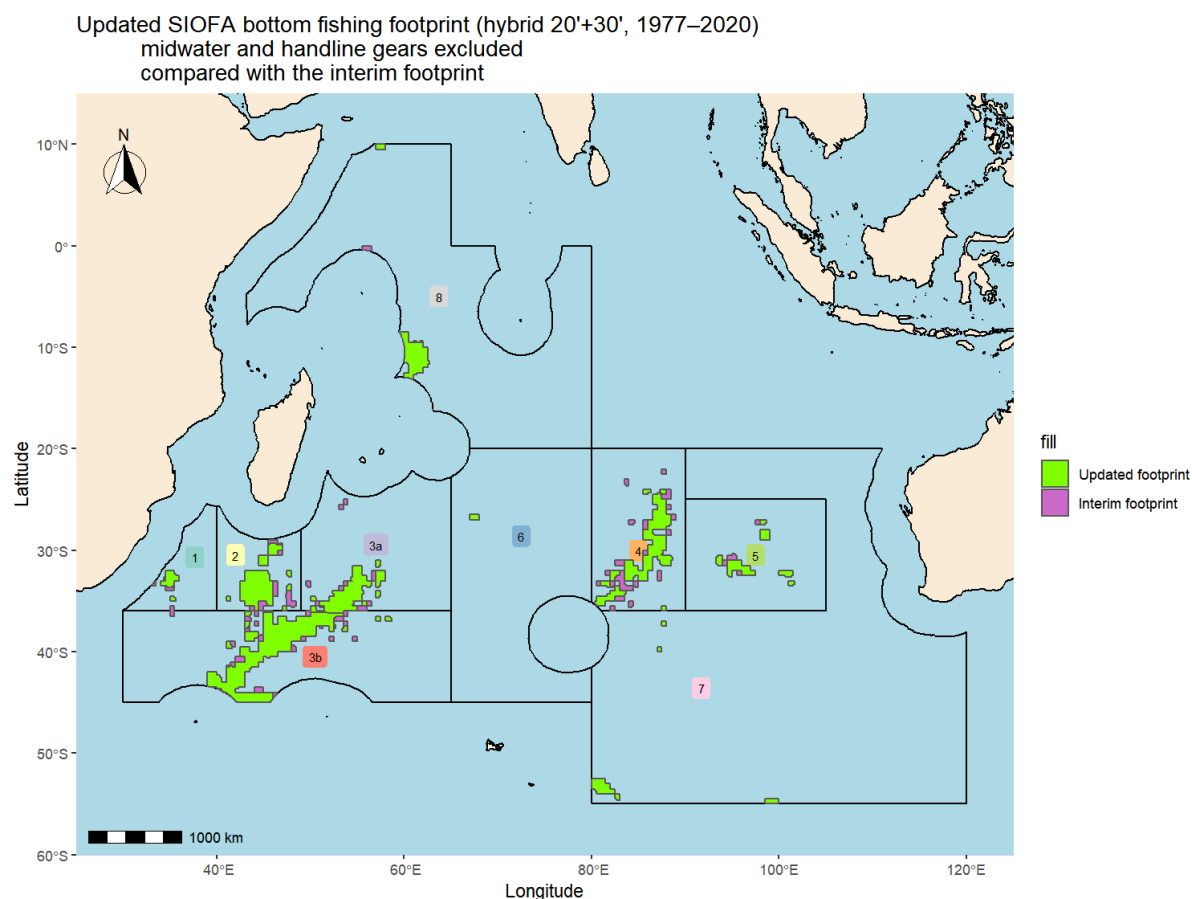 Updated SIOFA bottom fishing footprint (hybrid 20'+30', 1977–2020)
midwater and handline gears excluded
compared with the interim footprint
N
10°N
0°
10°S
20°S
30°S
40°S
50°S
60°S
Latitude
8
1
2
3a
6
4
5
3b
7
1000 km
40°E
60°E
80°E
100°E
120°E
Longitude
fill
Updated footprint
Interim footprint